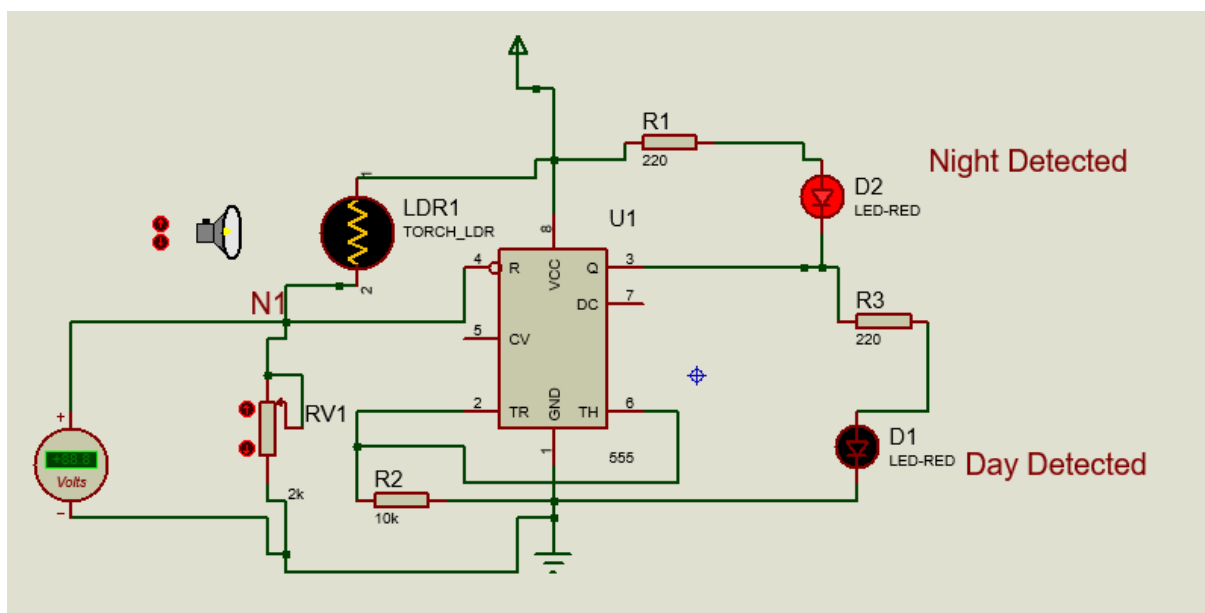 R1
220
Night Detected
D2
LED-RED
1
LDR1
TORCH_LDR
2
U1
8
VCC
4
R
Q
3
DC
7
N1
R3
220
5
CV
2
TR
GND
TH
6
1
555
RV1
2k
+
+88.8
Volts
−
R2
10k
D1
LED-RED
Day Detected